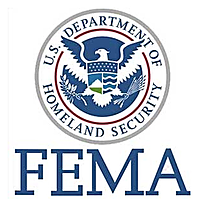 U.S. DEPARTMENT OF
HOMELAND SECURITY
FEMA